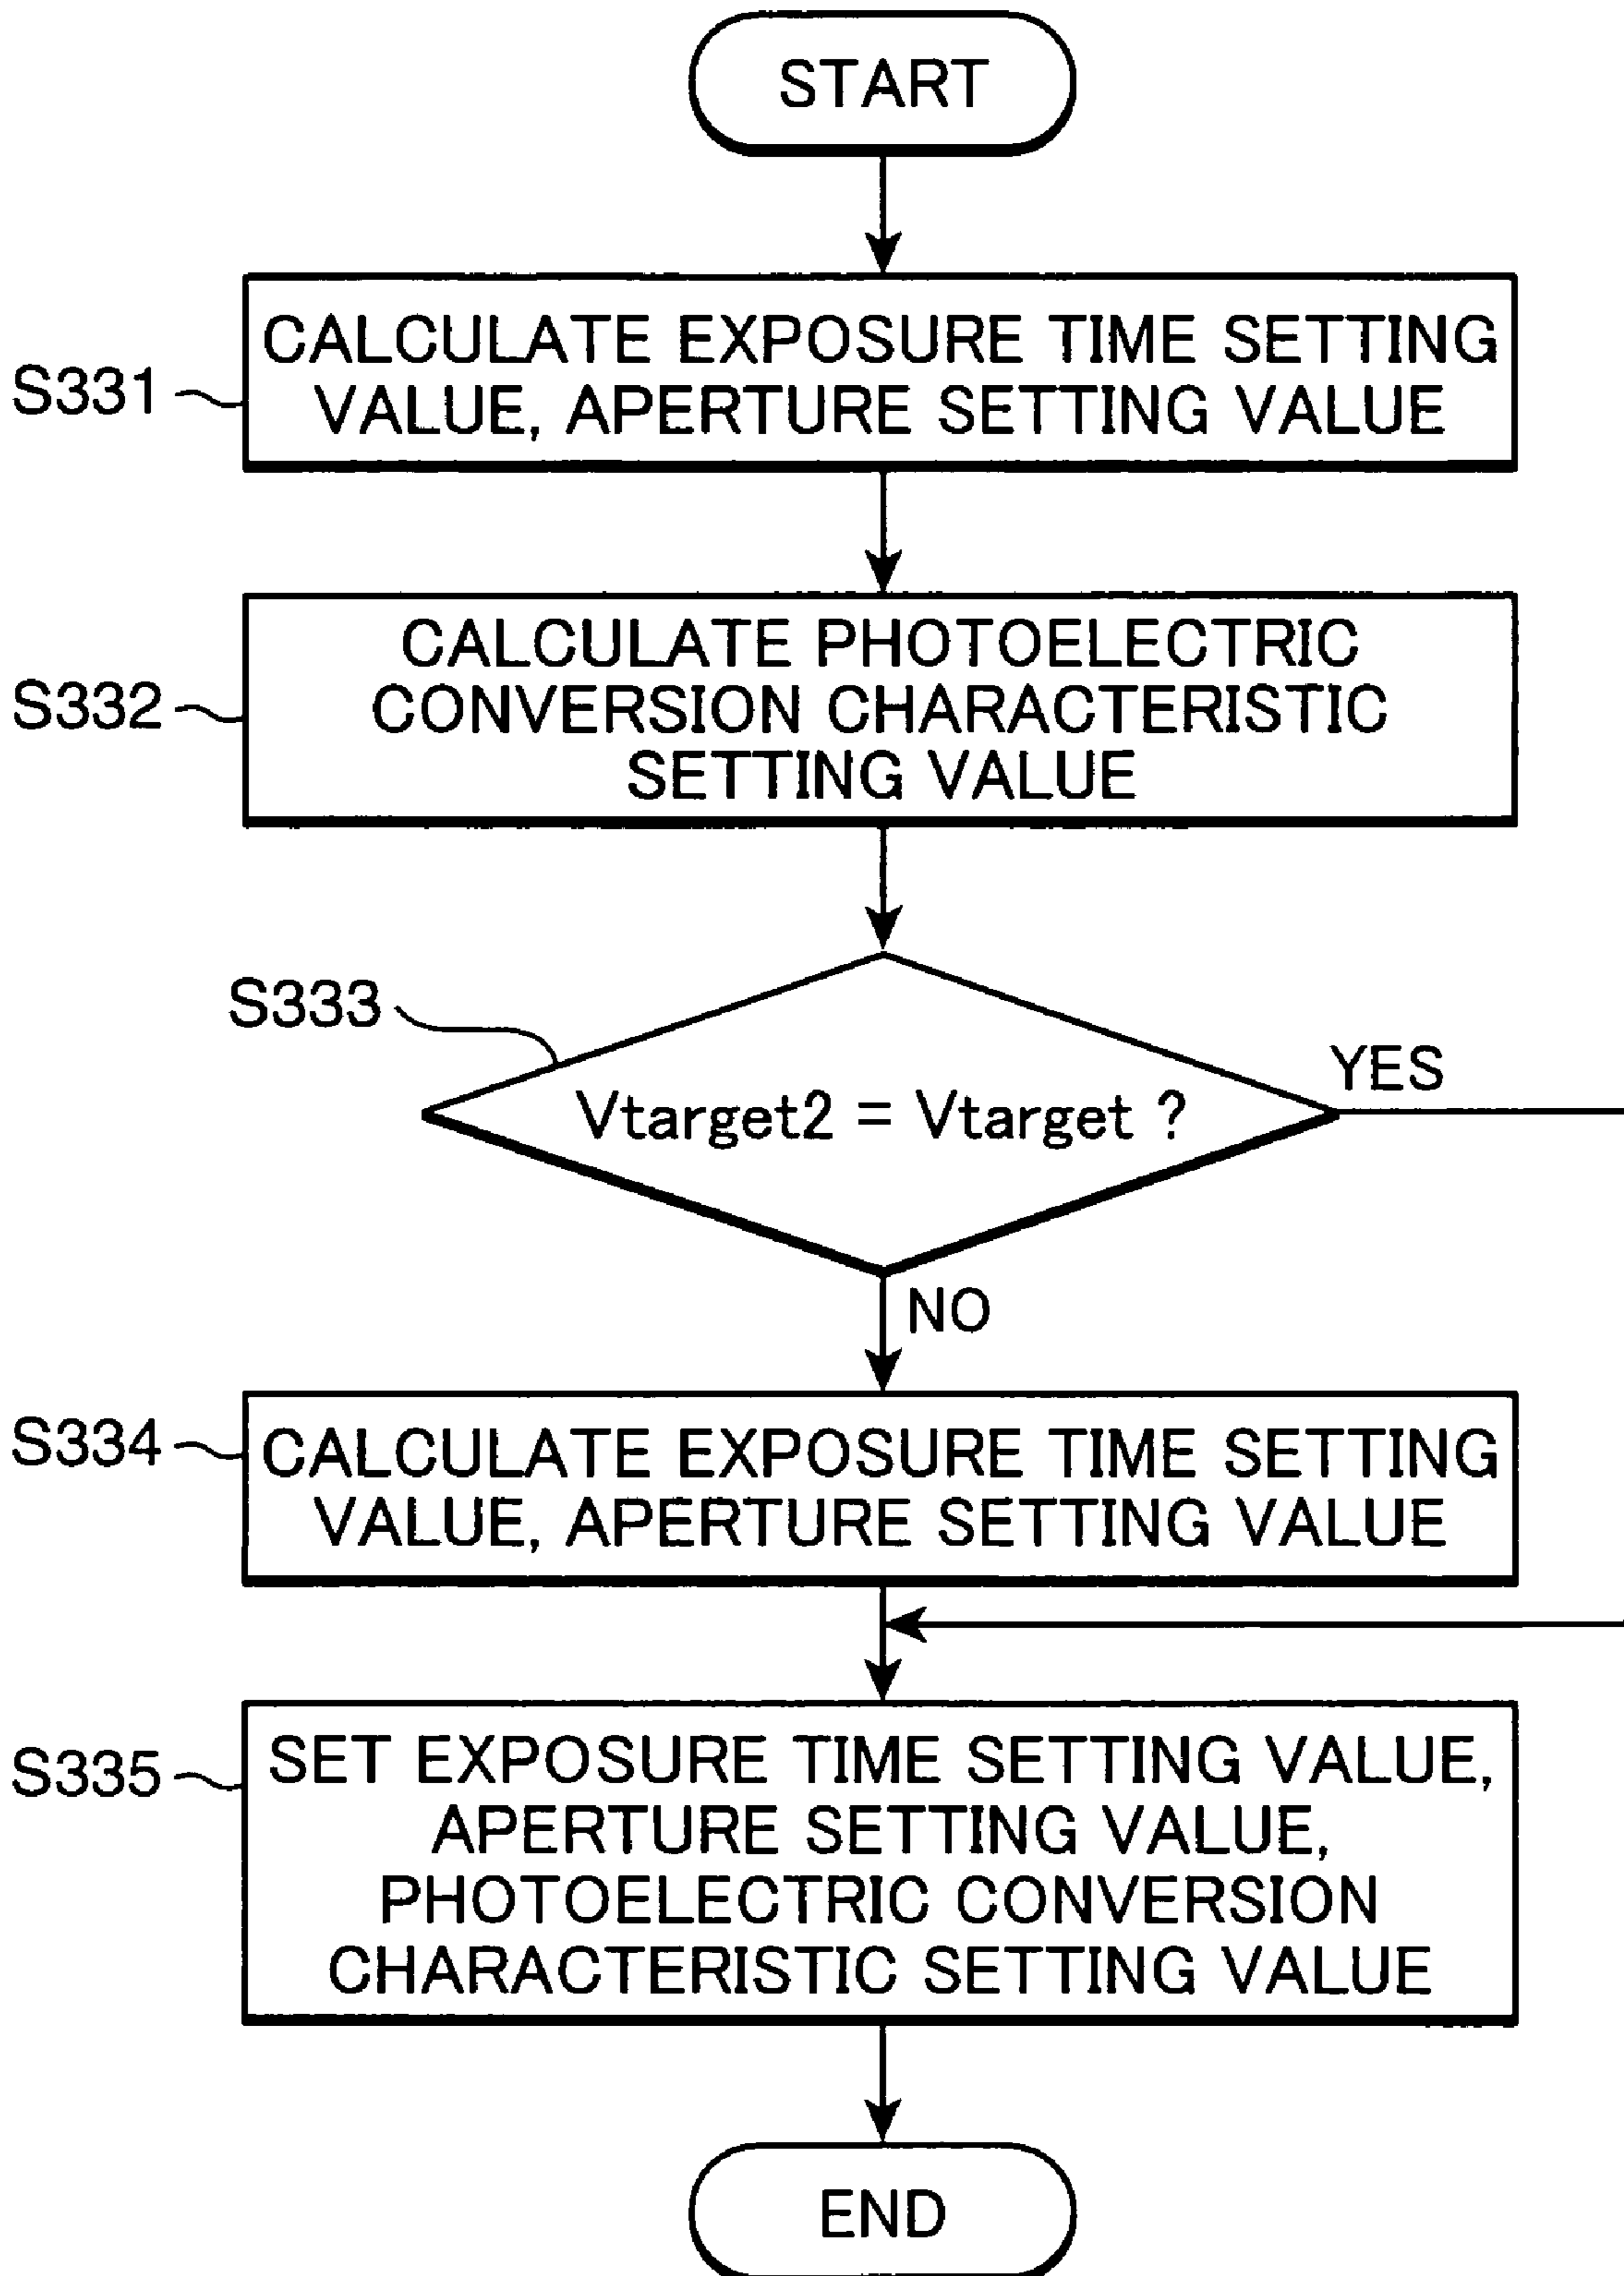 START
S331
CALCULATE EXPOSURE TIME SETTING
VALUE, APERTURE SETTING VALUE
S332
CALCULATE PHOTOELECTRIC
CONVERSION CHARACTERISTIC
SETTING VALUE
S333
Vtarget2 = Vtarget ?
YES
NO
S334
CALCULATE EXPOSURE TIME SETTING
VALUE, APERTURE SETTING VALUE
S335
SET EXPOSURE TIME SETTING VALUE,
APERTURE SETTING VALUE,
PHOTOELECTRIC CONVERSION
CHARACTERISTIC SETTING VALUE
END